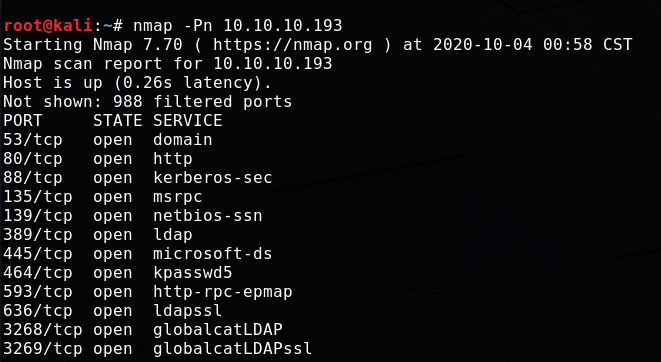 root@kali:~# nmap -Pn 10.10.10.193
Starting Nmap 7.70 ( https://nmap.org ) at 2020-10-04 00:58 CST
Nmap scan report for 10.10.10.193
Host is up (0.26s latency).
Not shown: 988 filtered ports
PORT     STATE SERVICE
53/tcp   open  domain
80/tcp   open  http
88/tcp   open  kerberos-sec
135/tcp  open  msrpc
139/tcp  open  netbios-ssn
389/tcp  open  ldap
445/tcp  open  microsoft-ds
464/tcp  open  kpasswd5
593/tcp  open  http-rpc-epmap
636/tcp  open  ldapssl
3268/tcp open  globalcatLDAP
3269/tcp open  globalcatLDAPssl